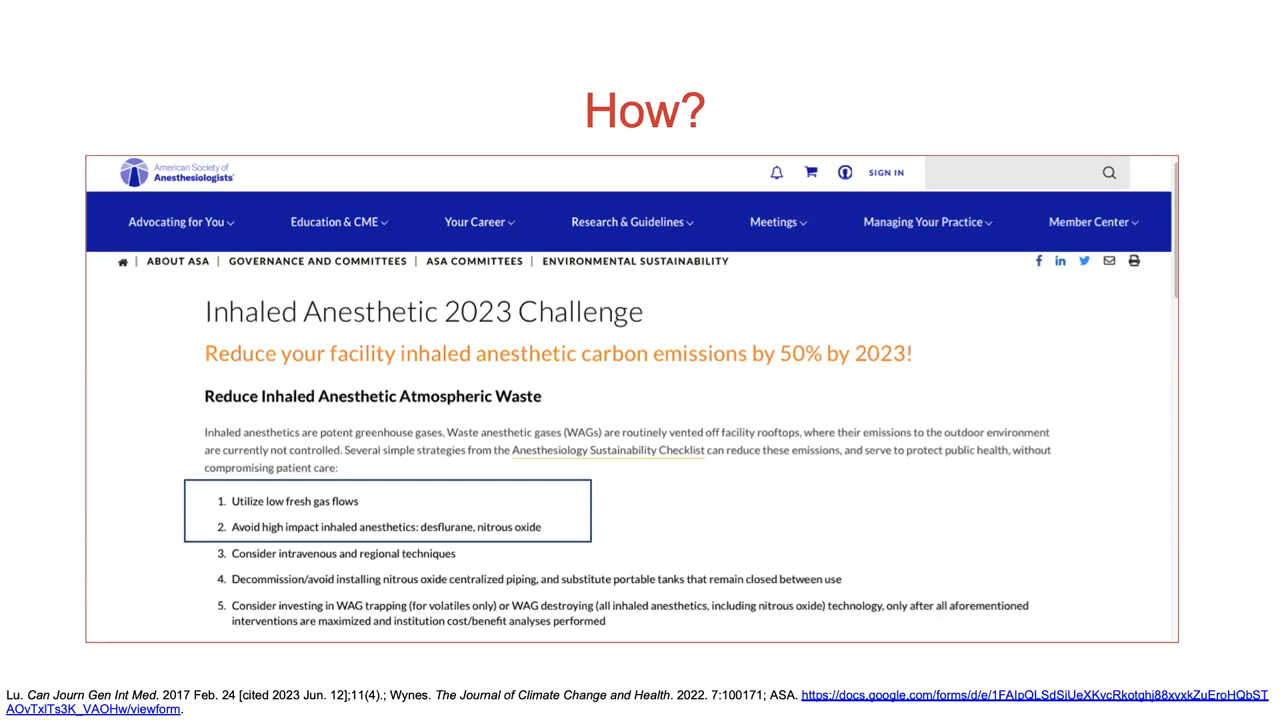 How?
American Society of
Anesthesiologists®
SIGN IN
Advocating for You
Education & CME
Your Career
Research & Guidelines
Meetings
Managing Your Practice
Member Center
ABOUT ASA | GOVERNANCE AND COMMITTEES | ASA COMMITTEES | ENVIRONMENTAL SUSTAINABILITY
Inhaled Anesthetic 2023 Challenge
Reduce your facility inhaled anesthetic carbon emissions by 50% by 2023!
Reduce Inhaled Anesthetic Atmospheric Waste
Inhaled anesthetics are potent greenhouse gases. Waste anesthetic gases (WAGs) are routinely vented off facility rooftops, where their emissions to the outdoor environment
are currently not controlled. Several simple strategies from the Anesthesiology Sustainability Checklist can reduce these emissions, and serve to protect public health, without
compromising patient care:
1. Utilize low fresh gas flows
2. Avoid high impact inhaled anesthetics: desflurane, nitrous oxide
3. Consider intravenous and regional techniques
4. Decommission/avoid installing nitrous oxide centralized piping, and substitute portable tanks that remain closed between use
5. Consider investing in WAG trapping (for volatiles only) or WAG destroying (all inhaled anesthetics, including nitrous oxide) technology, only after all aforementioned
interventions are maximized and institution cost/benefit analyses performed
Lu. Can Journ Gen Int Med. 2017 Feb. 24 [cited 2023 Jun. 12];11(4).; Wynes. The Journal of Climate Change and Health. 2022. 7:100171; ASA. https://docs.google.com/forms/d/e/1FAIpQLSdSiUeXKvcRkotghj88xvxkZuEroHQbST
AOvTxlTs3K_VAOHw/viewform.